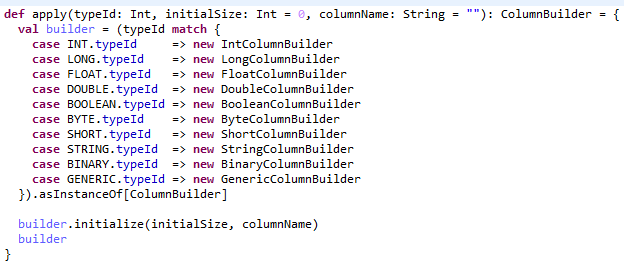 def apply(typeId: Int, initialSize: Int = 0, columnName: String = ""): ColumnBuilder = {
  val builder = (typeId match {
    case INT.typeId     => new IntColumnBuilder
    case LONG.typeId    => new LongColumnBuilder
    case FLOAT.typeId   => new FloatColumnBuilder
    case DOUBLE.typeId  => new DoubleColumnBuilder
    case BOOLEAN.typeId => new BooleanColumnBuilder
    case BYTE.typeId    => new ByteColumnBuilder
    case SHORT.typeId   => new ShortColumnBuilder
    case STRING.typeId  => new StringColumnBuilder
    case BINARY.typeId  => new BinaryColumnBuilder
    case GENERIC.typeId => new GenericColumnBuilder
  }).asInstanceOf[ColumnBuilder]

  builder.initialize(initialSize, columnName)
  builder
}